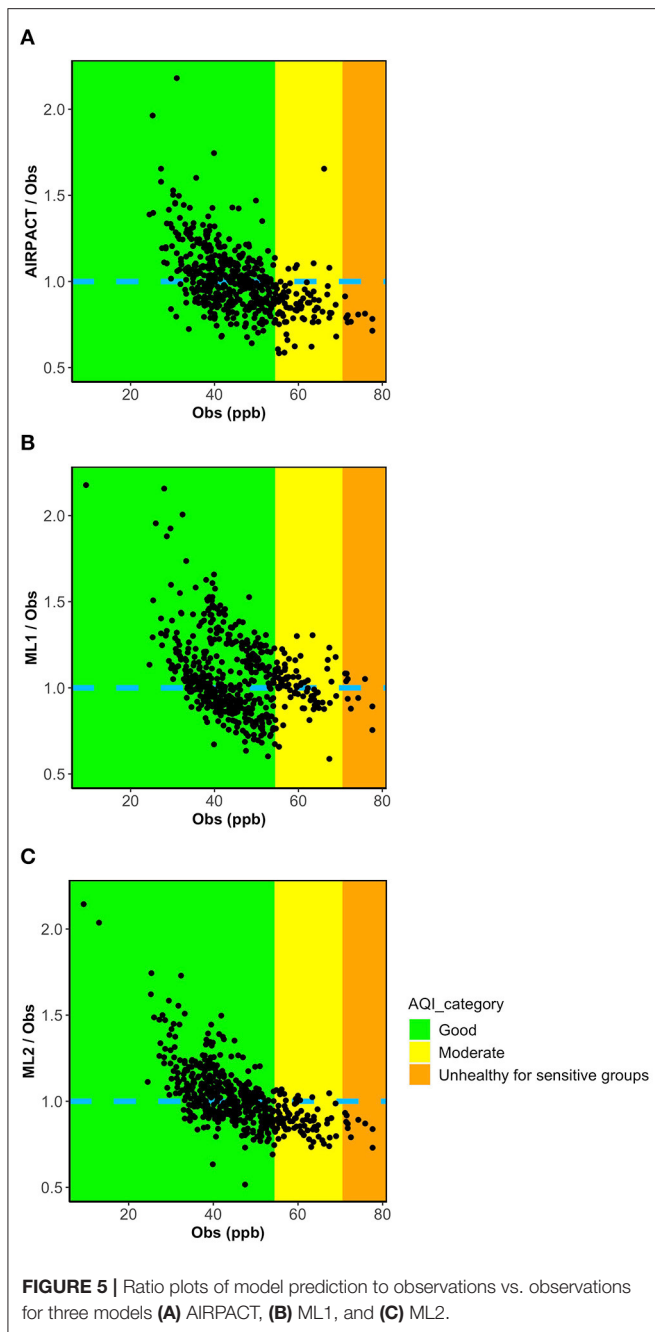 A
2.0
1.5
1.0
0.5
AIRPACT / Obs
20 40 60 80
Obs (ppb)
B
2.0
1.5
1.0
0.5
ML1 / Obs
20 40 60 80
Obs (ppb)
C
2.0
1.5
1.0
0.5
ML2 / Obs
20 40 60 80
Obs (ppb)
AQI_category
Good
Moderate
Unhealthy for sensitive groups
FIGURE 5 | Ratio plots of model prediction to observations vs. observations
for three models (A) AIRPACT, (B) ML1, and (C) ML2.